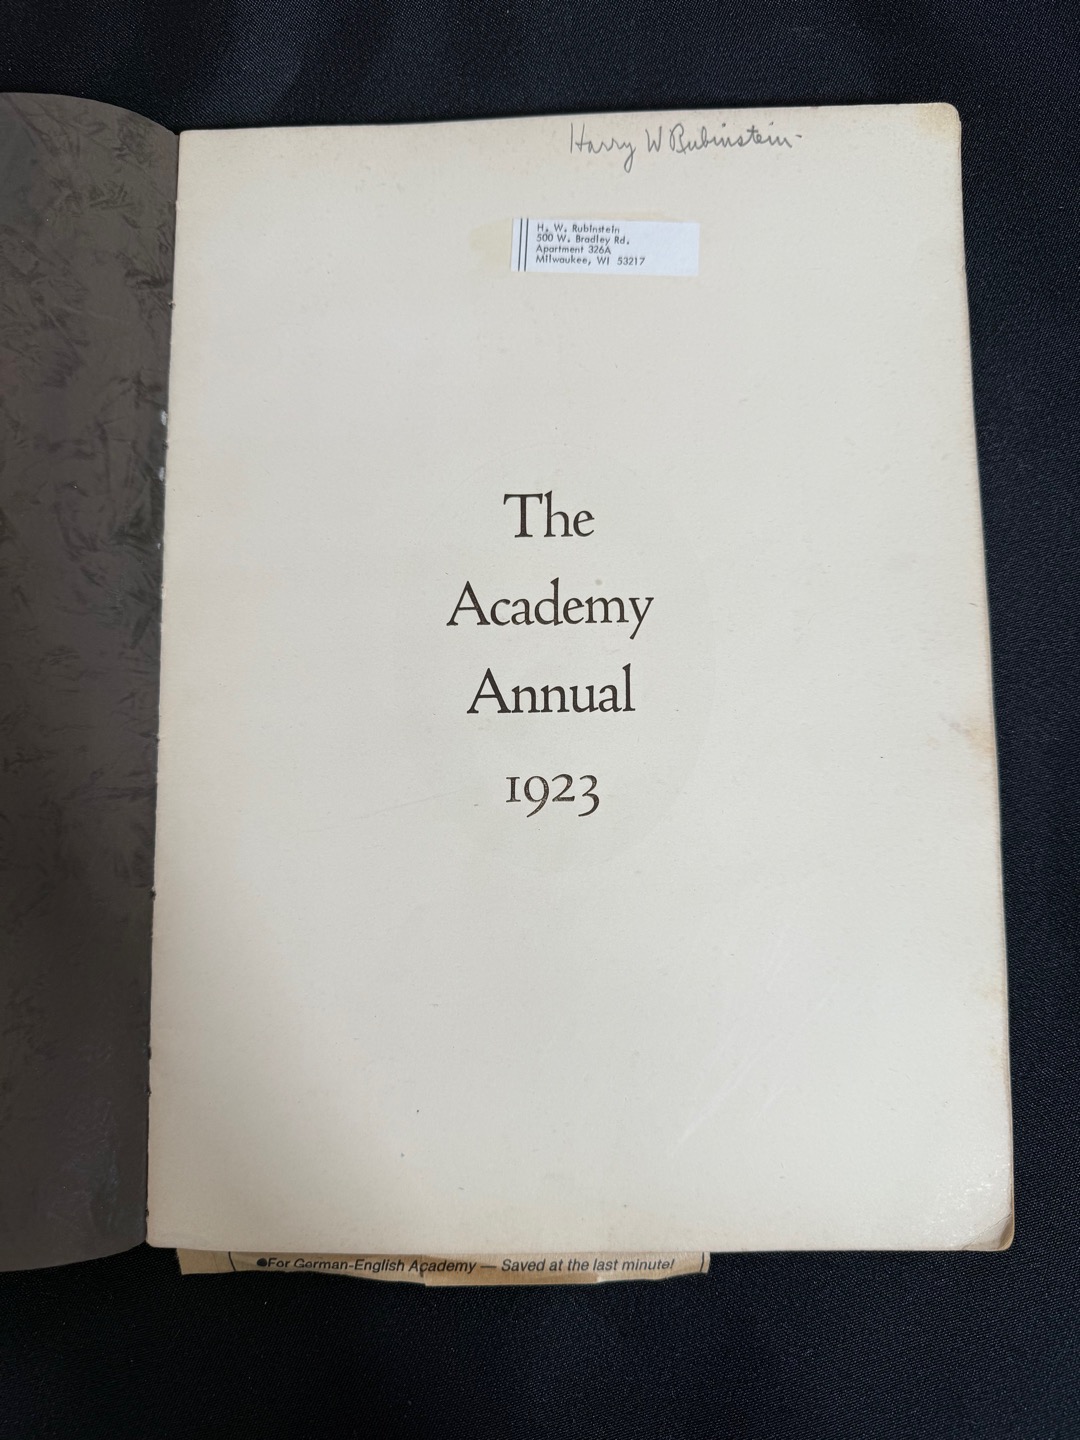 Harry W Rubinstein
H. W. Rubinstein
500 W. Bradley Rd.
Apartment 326A
Milwaukee, WI 53217
The
Academy
Annual
1923
●For German-English Academy — Saved at the last minute!